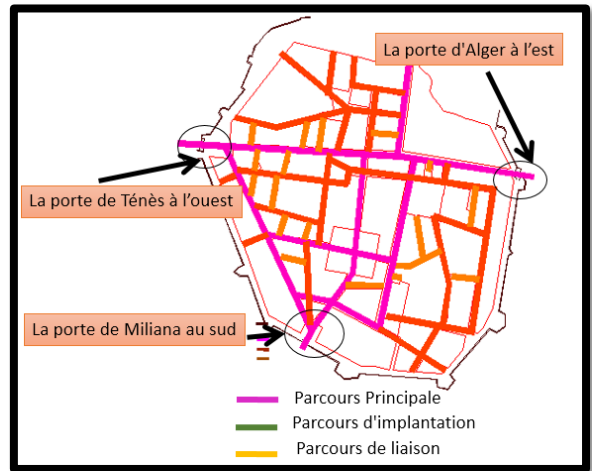 La porte d'Alger à l'est
La porte de Ténès à l'ouest
La porte de Miliana au sud
Parcours Principale
Parcours d'implantation
Parcours de liaison